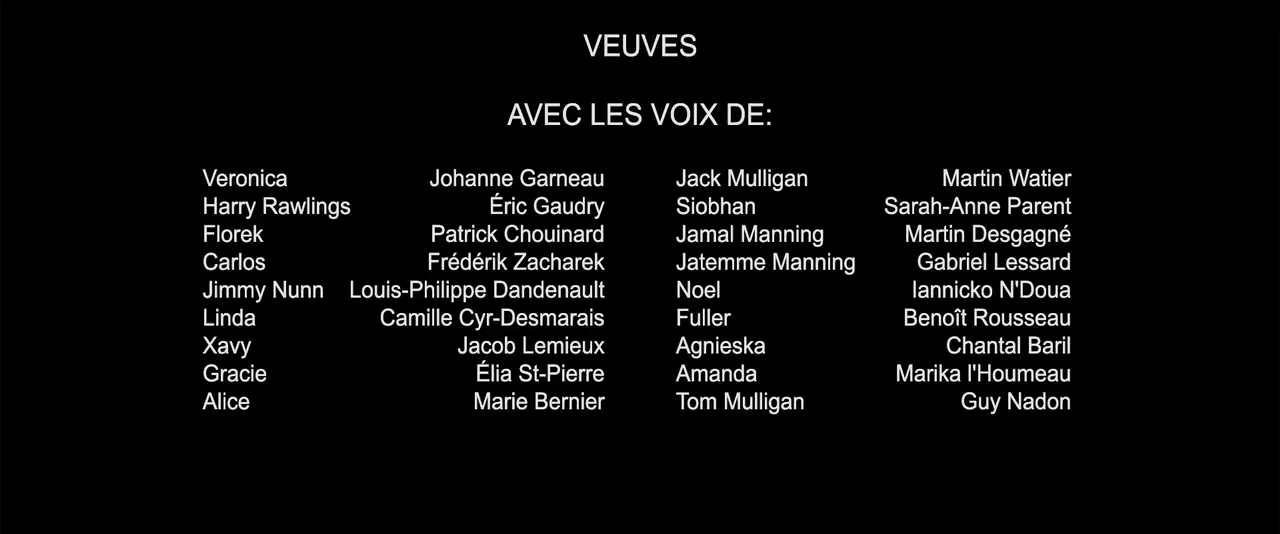 VEUVES
AVEC LES VOIX DE:
Veronica Johanne Garneau Jack Mulligan Martin Watier
Harry Rawlings Éric Gaudry Siobhan Sarah-Anne Parent
Florek Patrick Chouinard Jamal Manning Martin Desgagné
Carlos Frédérik Zacharek Jatemme Manning Gabriel Lessard
Jimmy Nunn Louis-Philippe Dandenault Noel Iannicko N'Doua
Linda Camille Cyr-Desmarais Fuller Benoît Rousseau
Xavy Jacob Lemieux Agnieska Chantal Baril
Gracie Élia St-Pierre Amanda Marika l'Houmeau
Alice Marie Bernier Tom Mulligan Guy Nadon